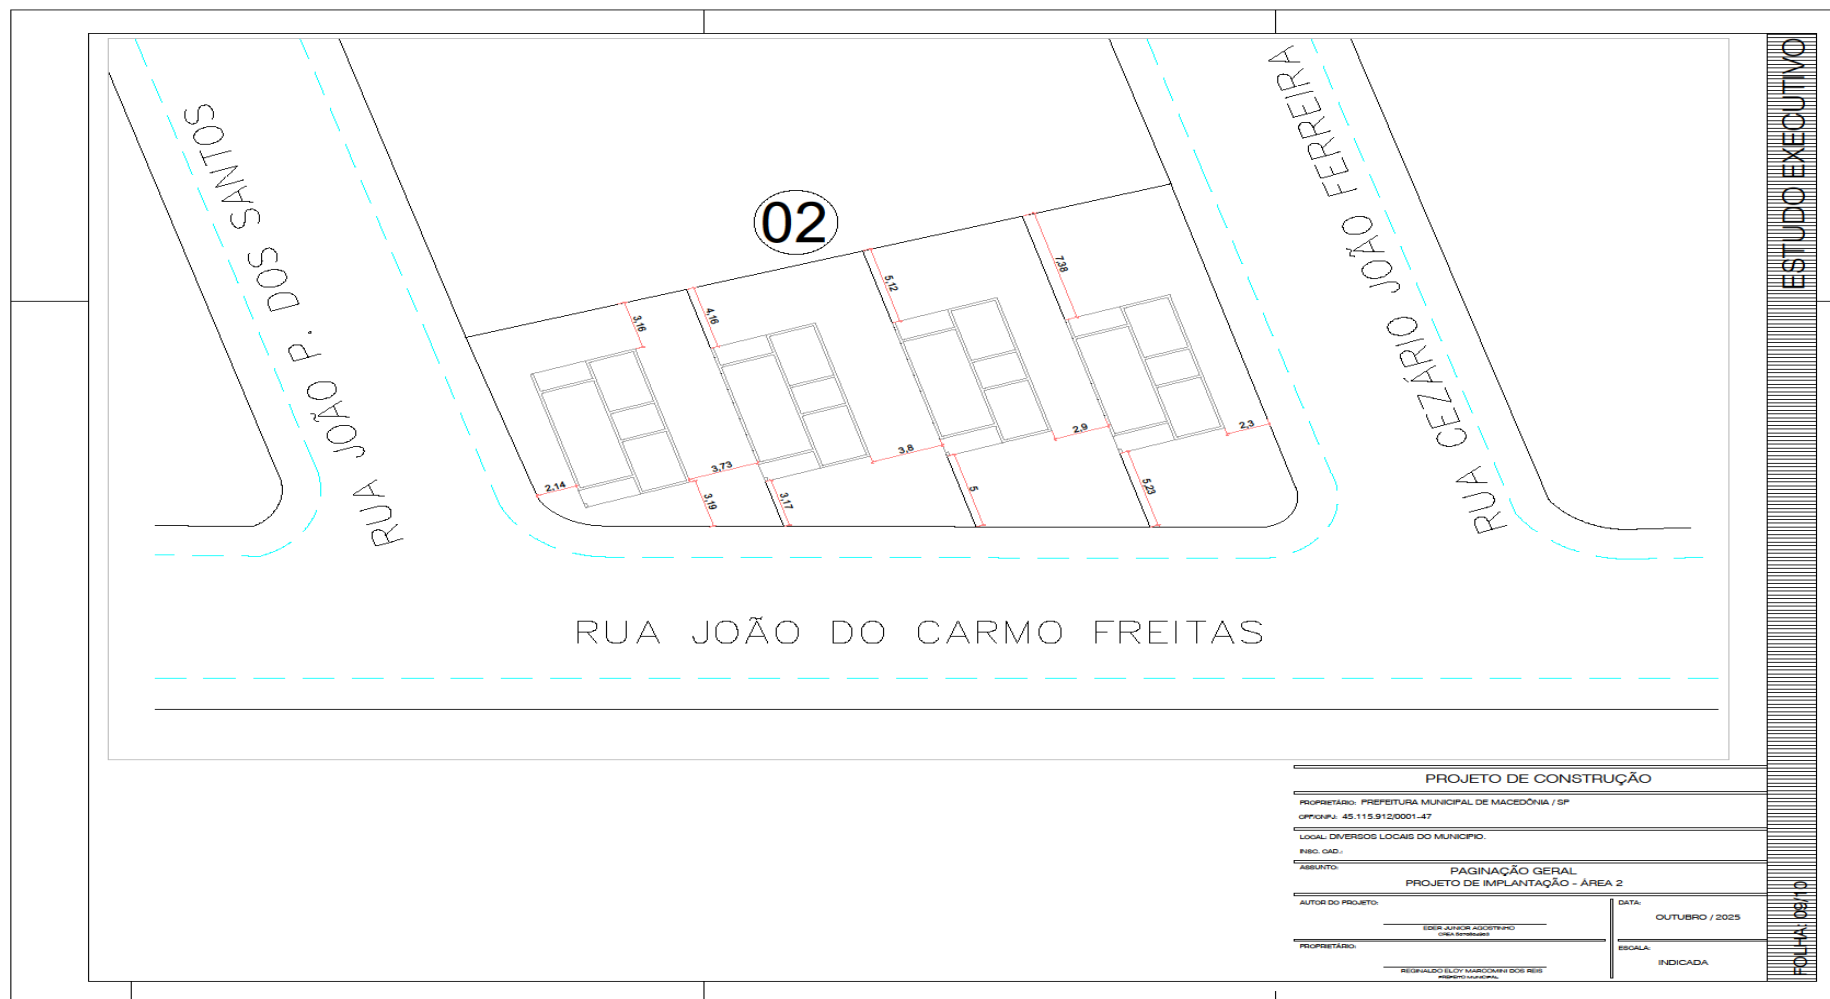 RUA JOÃO P. DOS SANTOS
02
RUA CEZÁRIO JOÃO FERREIRA
ESTUDO EXECUTIVO
3,16
4,16
5,12
7,38
2,14
3,73
3,8
2,9
2,3
3,19
3,17
5
5,23
RUA JOÃO DO CARMO FREITAS
PROJETO DE CONSTRUÇÃO
PROPRIETÁRIO: PREFEITURA MUNICIPAL DE MACEDÔNIA / SP
CPF/CNPJ: 45.115.912/0001-47
LOCAL: DIVERSOS LOCAIS DO MUNICIPIO.
INSC. CAD.:
ASSUNTO:
PAGINAÇÃO GERAL
PROJETO DE IMPLANTAÇÃO - ÁREA 2
AUTOR DO PROJETO:
EDER JUNIOR AGOSTINHO
CREA
DATA:
OUTUBRO / 2025
PROPRIETÁRIO:
REGINALDO ELOY MARCOMINI DOS REIS
PREFEITO MUNICIPAL
ESCALA:
INDICADA
FOLHA: 09/10